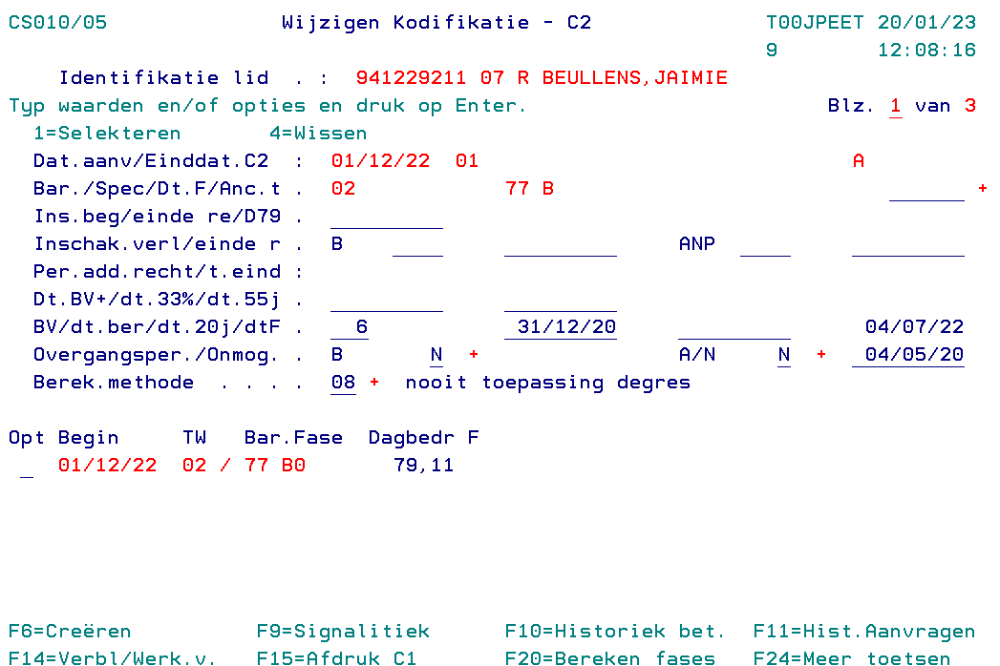 CS010/05 Wijzigen Kodifikatie - C2 T00JPEET 20/01/23
9 12:08:16
Identifikatie lid . : 941229211 07 R BEULLENS,JAIMIE
Typ waarden en/of opties en druk op Enter. Blz. 1 van 3
1=Selekteren 4=Wissen
Dat.aanv/Einddat.C2 : 01/12/22 01 A
Bar./Spec/Dt.F/Anc.t . 02 77 B +
Ins.beg/einde re/D79 .
Inschak.verl/einde r . B ANP
Per.add.recht/t.eind :
Dt.BV+/dt.33%/dt.55j .
BV/dt.ber/dt.20j/dtF . 6 31/12/20 04/07/22
Overgangsper./Onmog. . B N + A/N N + 04/05/20
Berek.methode . . . . 08 + nooit toepassing degres
Opt Begin TW Bar.Fase Dagbedr F
01/12/22 02 / 77 B0 79,11
F6=Creëren F9=Signalitiek F10=Historiek bet. F11=Hist.Aanvragen
F14=Verbl/Werk.v. F15=Afdruk C1 F20=Bereken fases F24=Meer toetsen